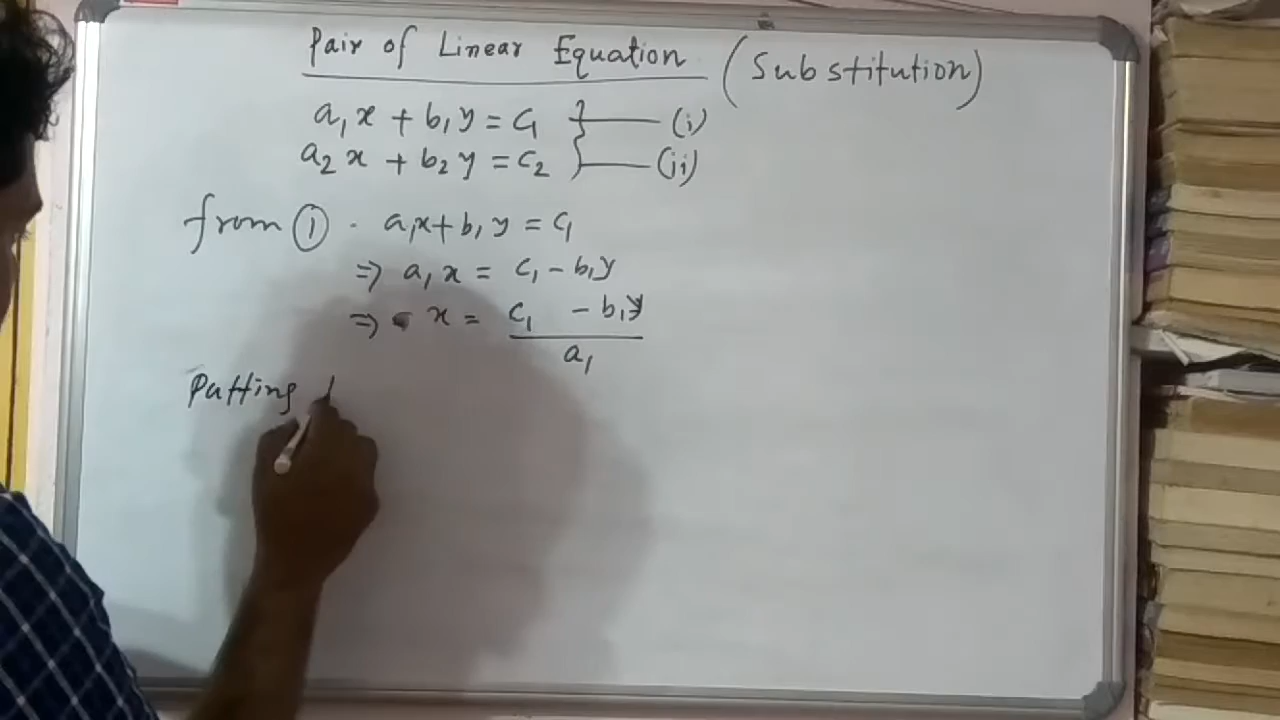 Pair of Linear Equation (Substitution)
a₁x + b₁y = c₁ (i)
a₂x + b₂y = c₂ (ii)
from ① . a₁x + b₁y = c₁
⇒ a₁x = c₁ - b₁y
⇒ x = c₁ - b₁y
a₁
Putting